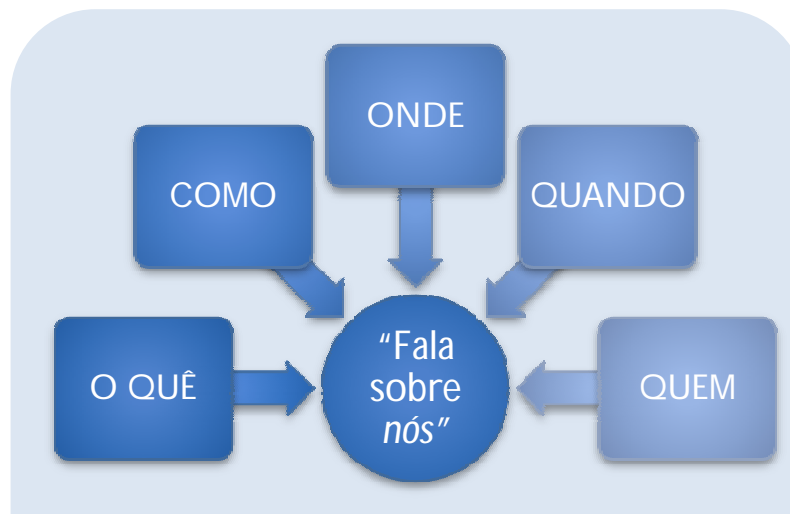 ONDE
COMO
QUANDO
O QUÊ
“Fala
sobre
nós”
QUEM